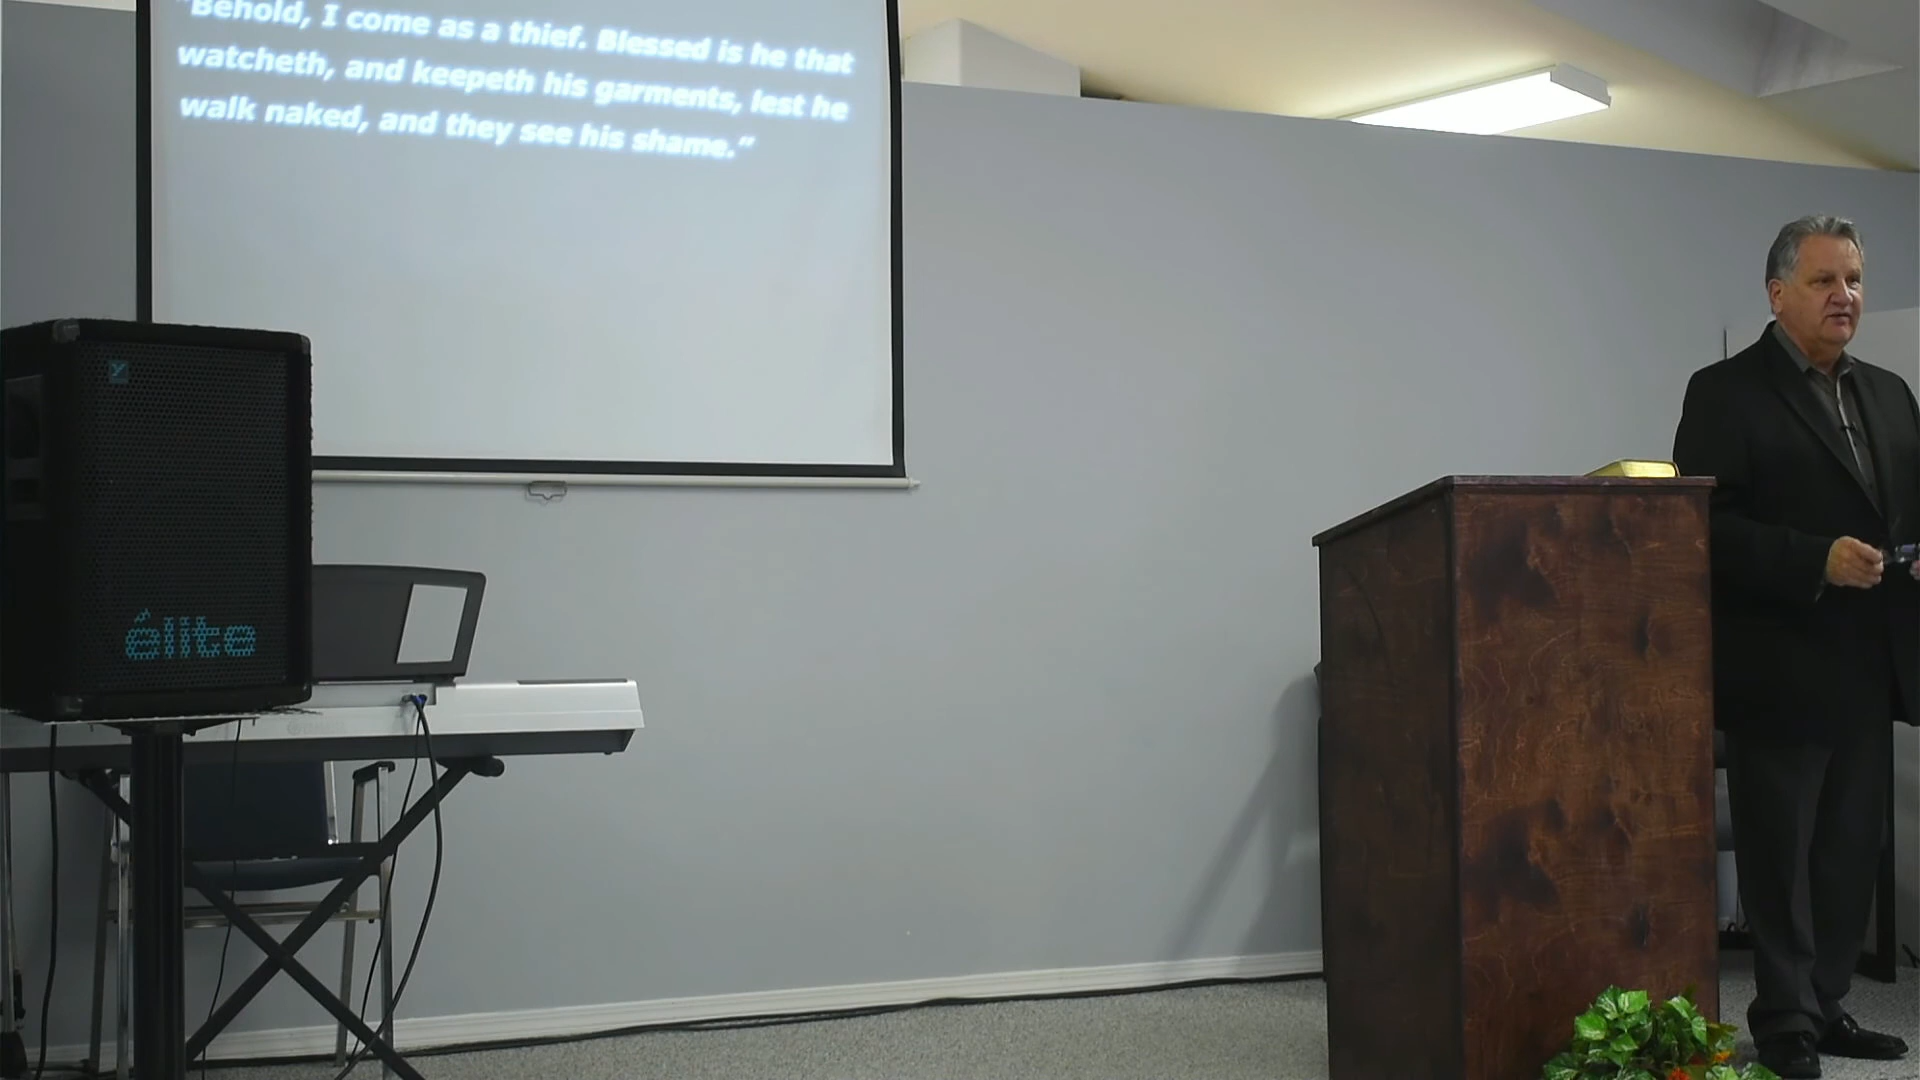 "Behold, I come as a thief. Blessed is he that
watcheth, and keepeth his garments, lest he
walk naked, and they see his shame."
élite